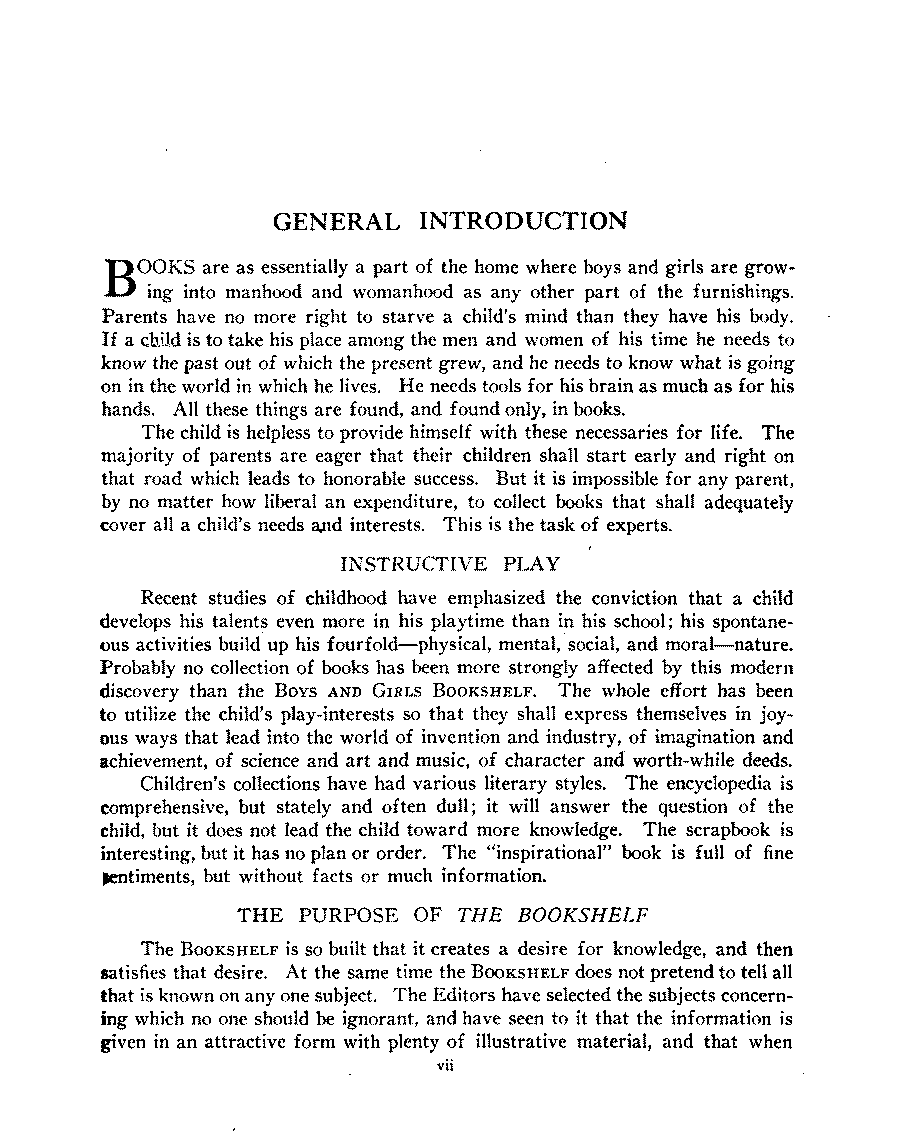 GENERAL INTRODUCTION
BOOKS are as essentially a part of the home where boys and girls are grow-
ing into manhood and womanhood as any other part of the furnishings.
Parents have no more right to starve a child's mind than they have his body.
If a child is to take his place among the men and women of his time he needs to
know the past out of which the present grew, and he needs to know what is going
on in the world in which he lives. He needs tools for his brain as much as for his
hands. All these things are found, and found only, in books.
The child is helpless to provide himself with these necessaries for life. The
majority of parents are eager that their children shall start early and right on
that road which leads to honorable success. But it is impossible for any parent,
by no matter how liberal an expenditure, to collect books that shall adequately
cover all a child's needs and interests. This is the task of experts.
INSTRUCTIVE PLAY
Recent studies of childhood have emphasized the conviction that a child
develops his talents even more in his playtime than in his school; his spontane-
ous activities build up his fourfold—physical, mental, social, and moral—nature.
Probably no collection of books has been more strongly affected by this modern
discovery than the BOYS AND GIRLS BOOKSHELF. The whole effort has been
to utilize the child's play-interests so that they shall express themselves in joy-
ous ways that lead into the world of invention and industry, of imagination and
achievement, of science and art and music, of character and worth-while deeds.
Children's collections have had various literary styles. The encyclopedia is
comprehensive, but stately and often dull; it will answer the question of the
child, but it does not lead the child toward more knowledge. The scrapbook is
interesting, but it has no plan or order. The "inspirational" book is full of fine
sentiments, but without facts or much information.
THE PURPOSE OF THE BOOKSHELF
The BOOKSHELF is so built that it creates a desire for knowledge, and then
satisfies that desire. At the same time the BOOKSHELF does not pretend to tell all
that is known on any one subject. The Editors have selected the subjects concern-
ing which no one should be ignorant, and have seen to it that the information is
given in an attractive form with plenty of illustrative material, and that when
vii